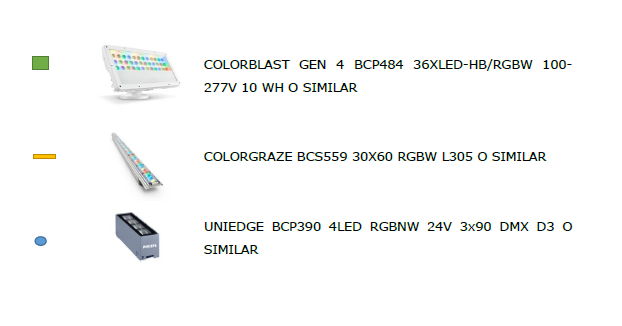 COLORBLAST GEN 4 BCP484 36XLED-HB/RGBW 100-
277V 10 WH O SIMILAR
COLORGRAZE BCS559 30X60 RGBW L305 O SIMILAR
UNIEDGE BCP390 4LED RGBNW 24V 3x90 DMX D3 O
SIMILAR